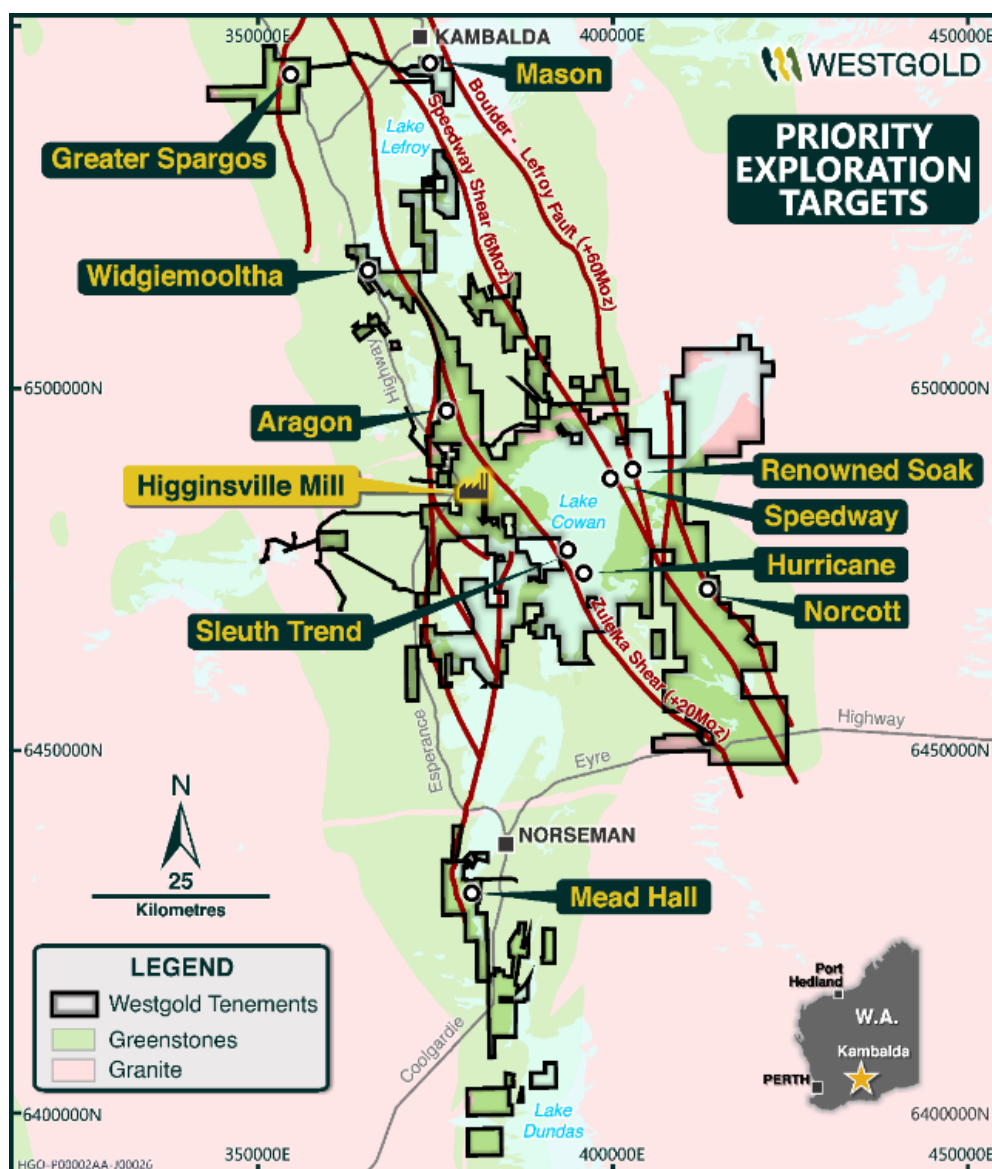 350000E
400000E
450000E
KAMBALDA
WESTGOLD
Mason
Greater Spargos
Lake
Lefroy
Speedway Shear (6Moz)
Boulder - Lefroy Fault (+60Moz)
PRIORITY
EXPLORATION
TARGETS
Widgiemooltha
Highway
6500000N
6500000N
Aragon
Higginsville Mill
Renowned Soak
Speedway
Lake
Cowan
Hurricane
Norcott
Sleuth Trend
Zuleika Shear (+20Moz)
Highway
6450000N
6450000N
Esperance
Eyre
N
25
Kilometres
NORSEMAN
Mead Hall
LEGEND
Westgold Tenements
Greenstones
Granite
Coolgardie
Port
Hedland
W.A.
Kambalda
PERTH
Lake
Dundas
6400000N
6400000N
HGO-P00002AA-J00026
350000E
400000E
450000E